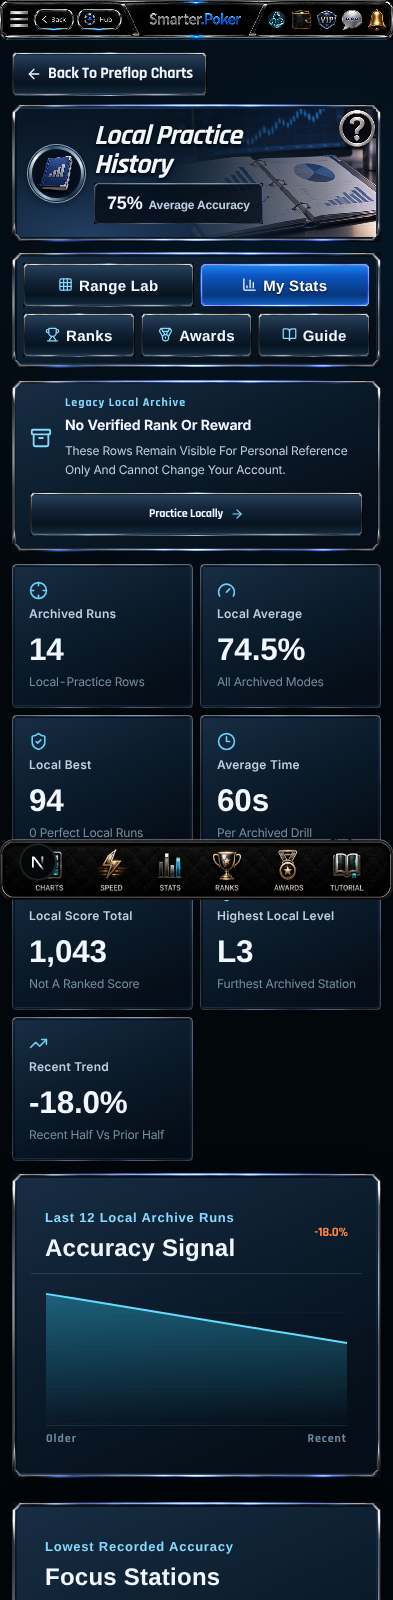 Back
Hub
Smarter.Poker
VIP
Back To Preflop Charts
Local Practice
History
?
75% Average Accuracy
Range Lab
My Stats
Ranks
Awards
Guide
Legacy Local Archive
No Verified Rank Or Reward
These Rows Remain Visible For Personal Reference
Only And Cannot Change Your Account.
Practice Locally
Archived Runs
14
Local-Practice Rows
Local Average
74.5%
All Archived Modes
Local Best
94
0 Perfect Local Runs
Average Time
60s
Per Archived Drill
N
CHARTS
SPEED
STATS
RANKS
AWARDS
TUTORIAL
Local Score Total
1,043
Not A Ranked Score
Highest Local Level
L3
Furthest Archived Station
Recent Trend
-18.0%
Recent Half Vs Prior Half
Last 12 Local Archive Runs
Accuracy Signal
-18.0%
Older
Recent
Lowest Recorded Accuracy
Focus Stations